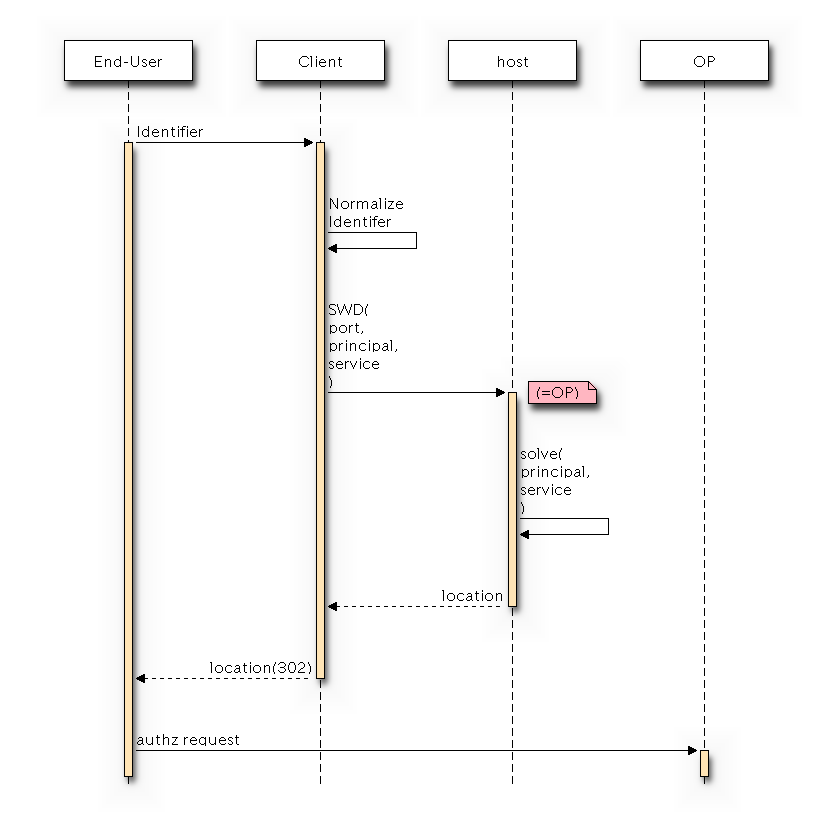 End-User
Client
host
OP
Identifier
Normalize
Identifer
SWD(
port,
principal,
service
)
(=OP)
solve(
principal,
service
)
location
location(302)
authz request